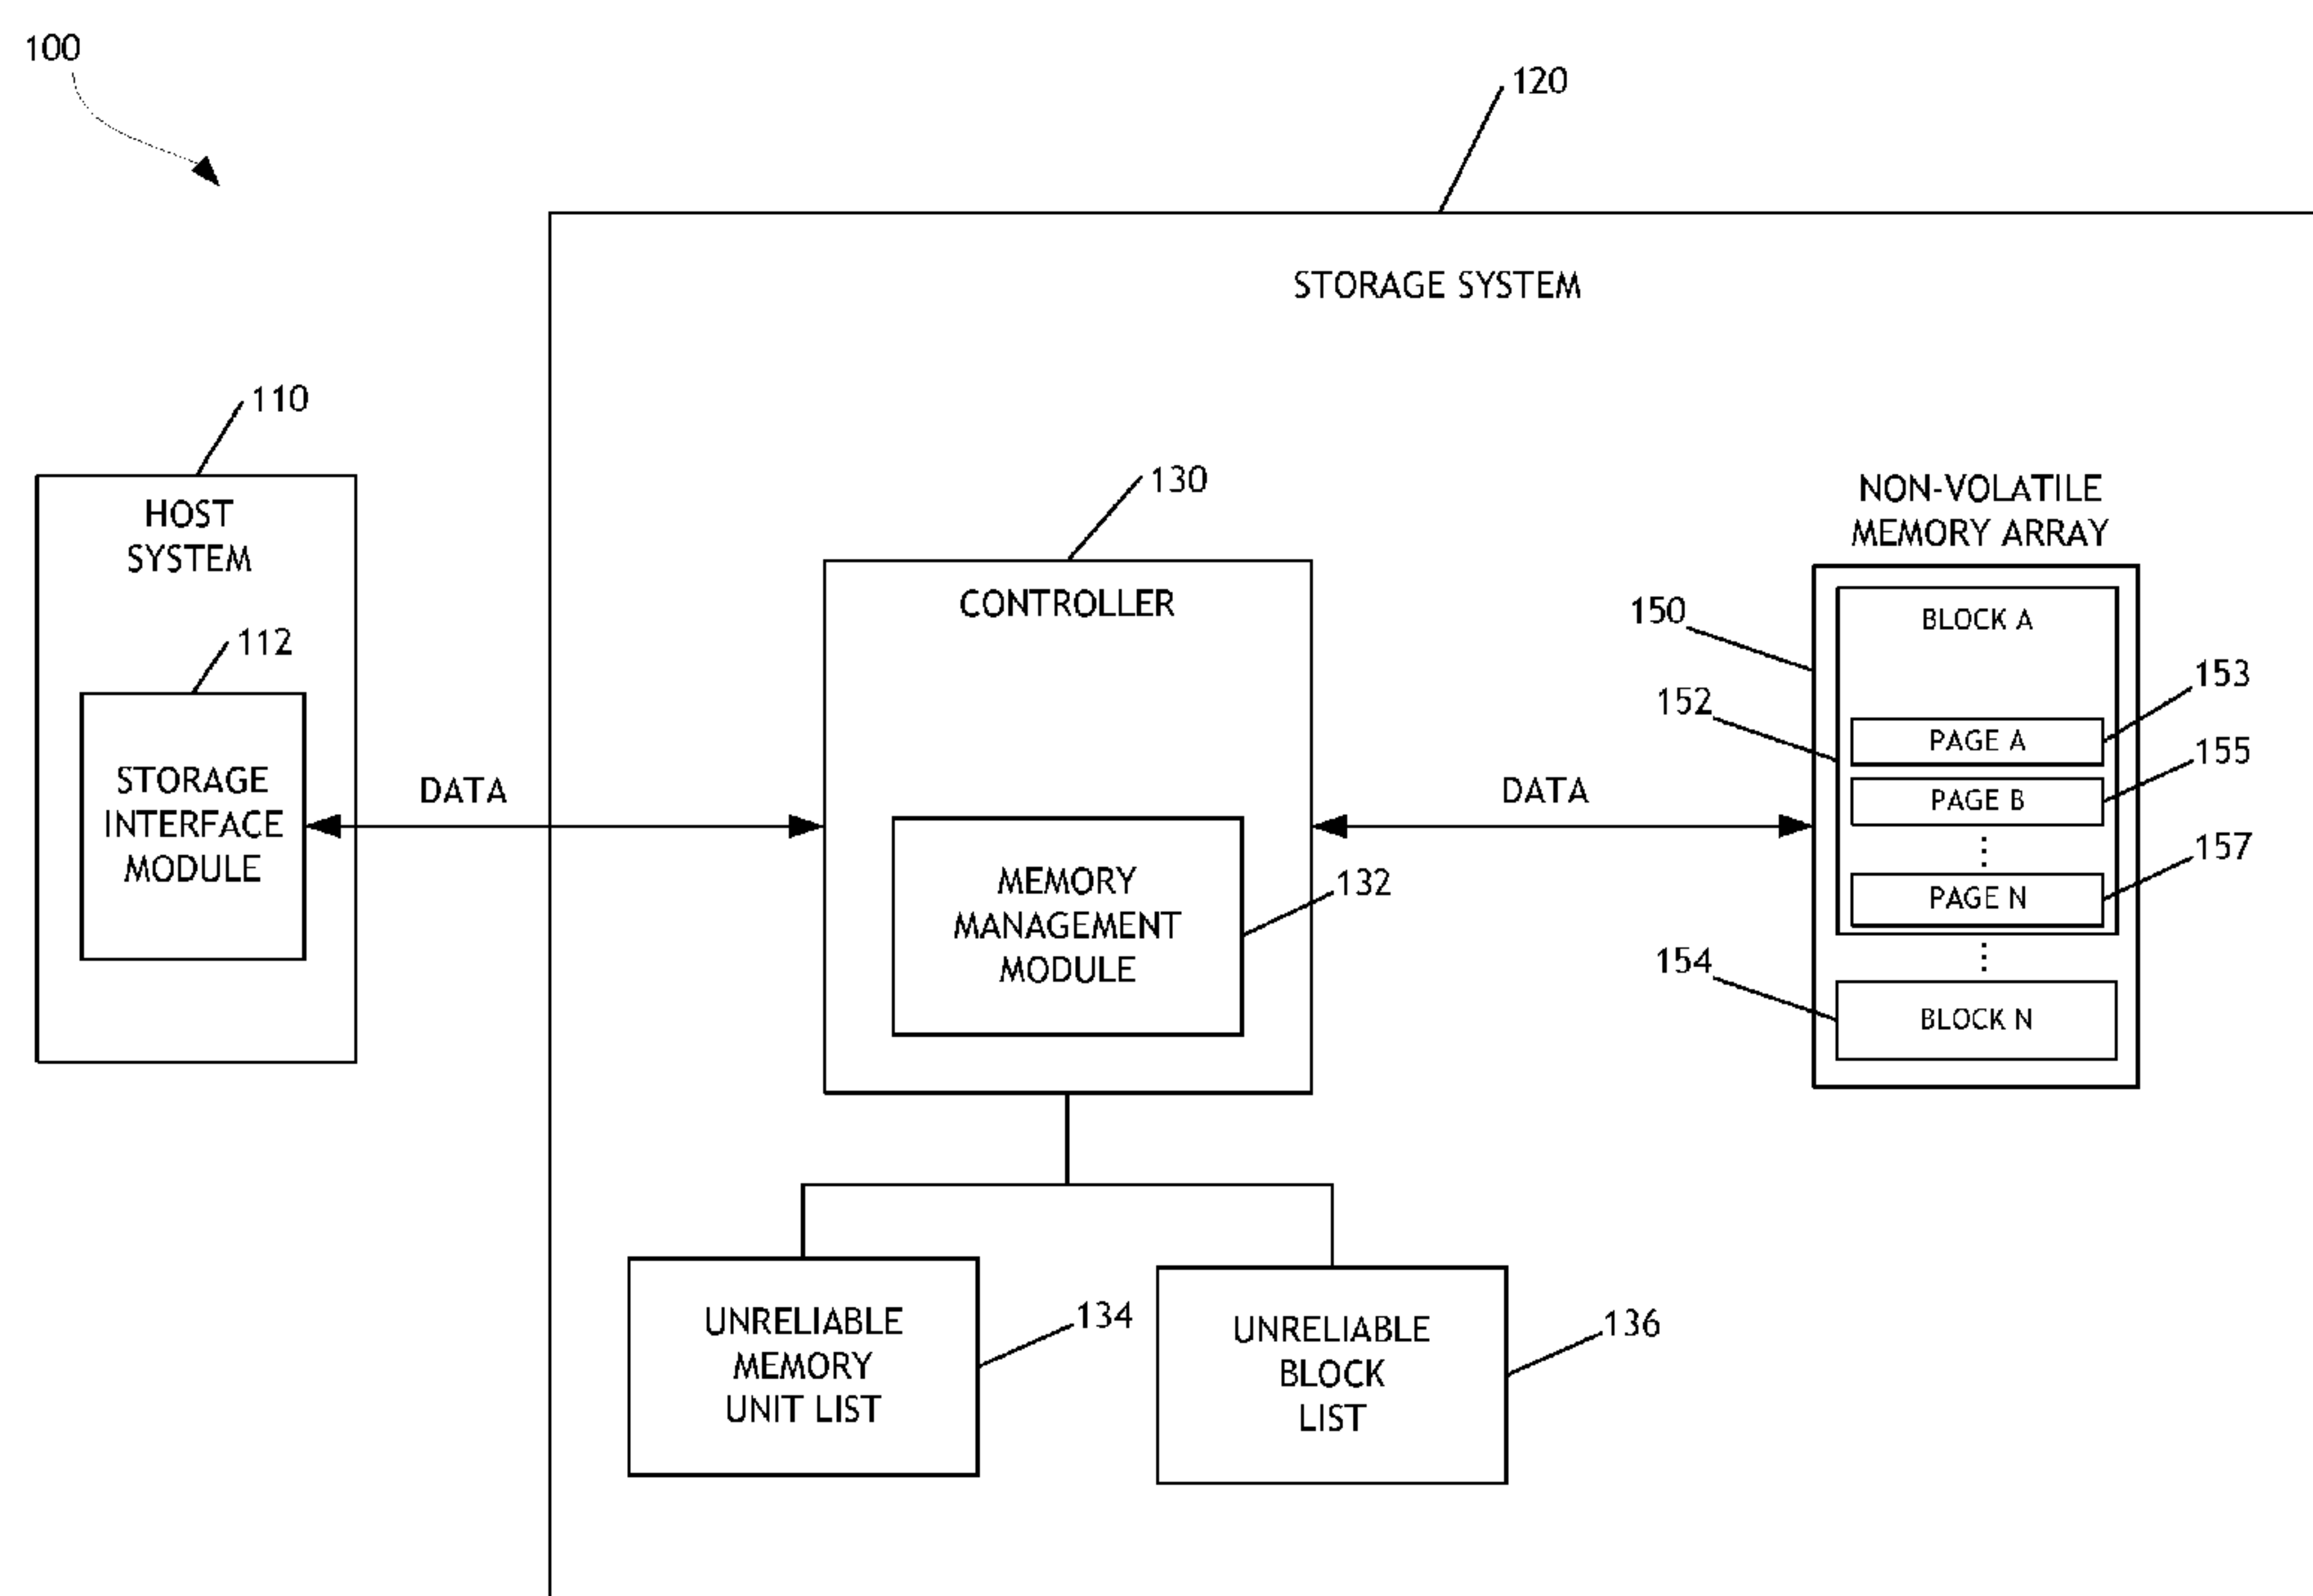 100
120
STORAGE SYSTEM
110
HOST
SYSTEM
112
STORAGE
INTERFACE
MODULE
DATA
130
CONTROLLER
MEMORY
MANAGEMENT
MODULE
132
DATA
NON-VOLATILE
MEMORY ARRAY
150
BLOCK A
152
153
PAGE A
155
PAGE B
157
PAGE N
154
BLOCK N
UNRELIABLE
MEMORY
UNIT LIST
134
UNRELIABLE
BLOCK
LIST
136